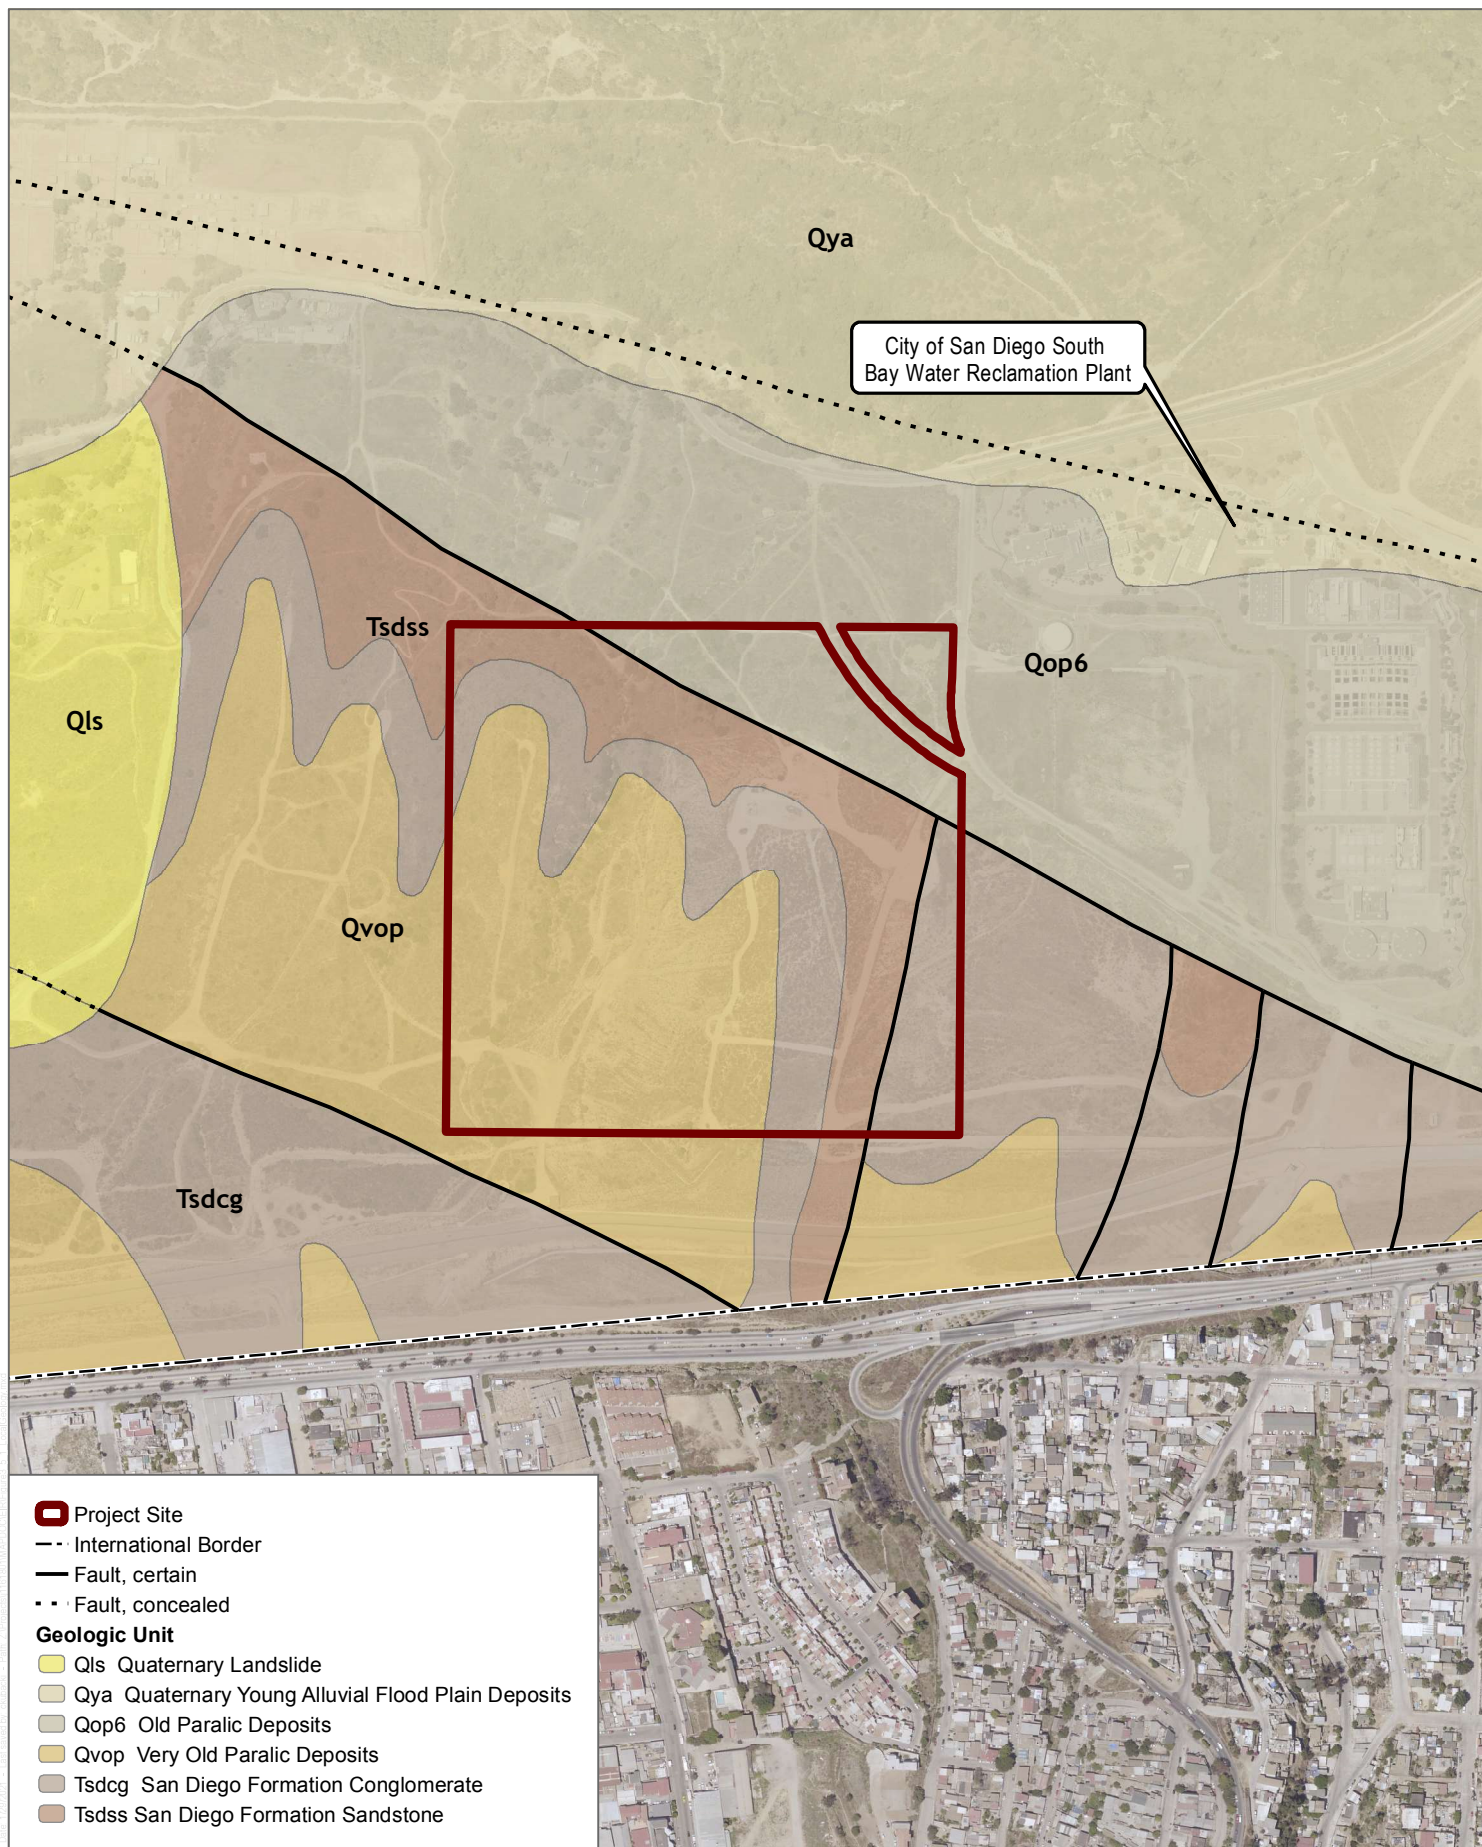 Qya
City of San Diego South
Bay Water Reclamation Plant
Tsdss
Qop6
Qls
Qvop
Tsdcg
Project Site
International Border
Fault, certain
Fault, concealed
Geologic Unit
Qls Quaternary Landslide
Qya Quaternary Young Alluvial Flood Plain Deposits
Qop6 Old Paralic Deposits
Qvop Very Old Paralic Deposits
Tsdcg San Diego Formation Conglomerate
Tsdss San Diego Formation Sandstone